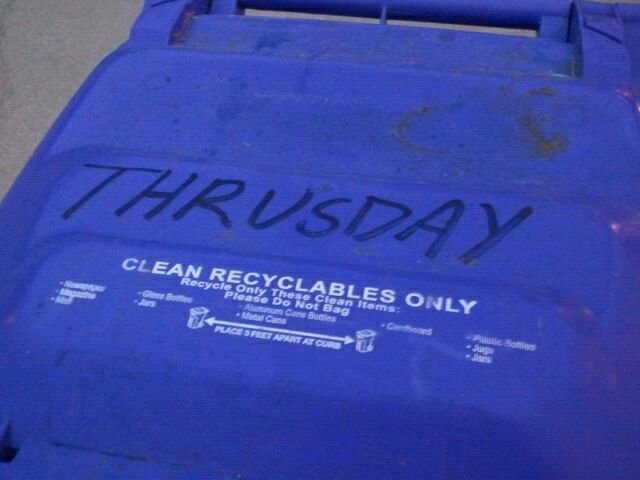 THRUSDAY
CLEAN RECYCLABLES ONLY
Recycle Only These Clean Items:
Please Do Not Bag
• Newspaper
• Magazine
• Mail
• Glass Bottles
• Jars
• Aluminum Cans Bottles
• Metal Cans
• Cardboard
• Plastic Bottles
• Jugs
• Jars
PLACE 3 FEET APART AT CURB